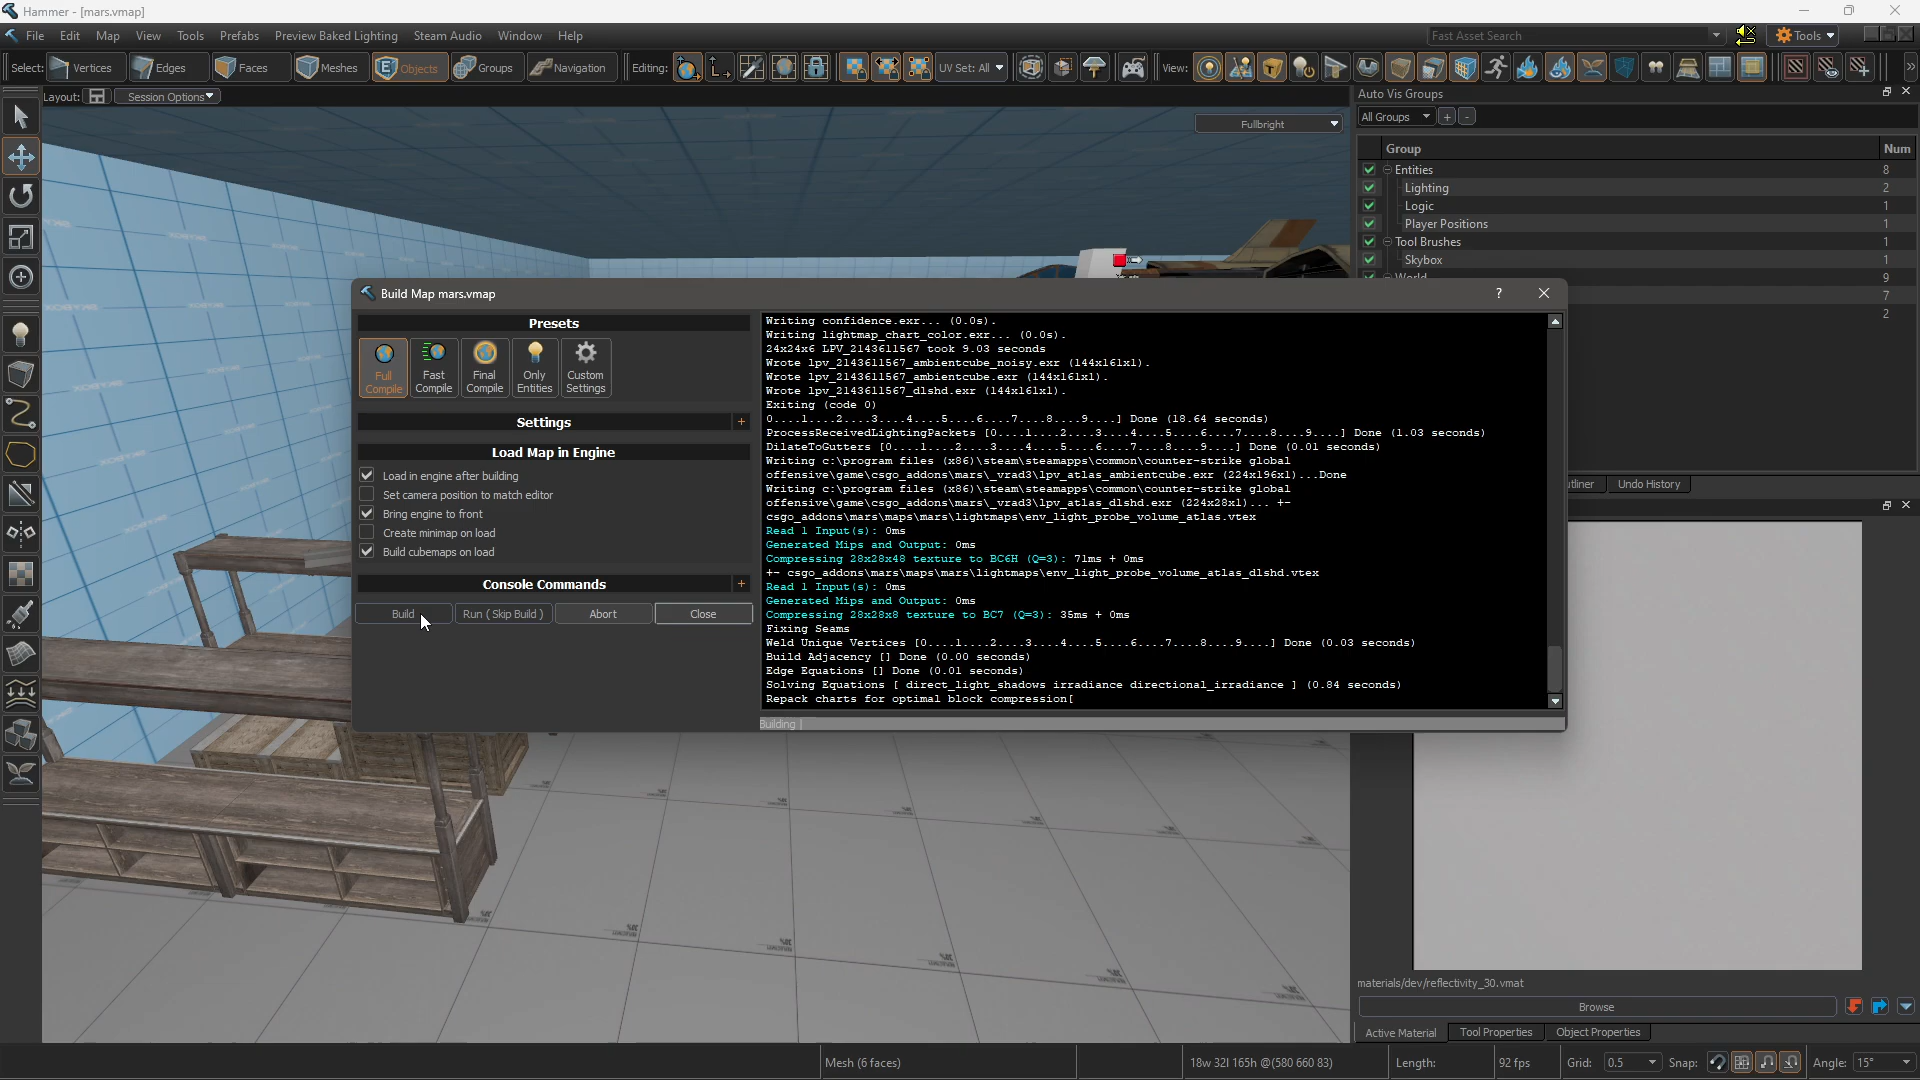 Hammer - [mars.vmap]
File Edit Map View Tools Prefabs Preview Baked Lighting Steam Audio Window Help
Fast Asset Search
Tools
Select: Vertices Edges Faces Meshes Objects Groups Navigation Editing: UV Set: All View:
Layout: Session Options
Fullbright
Auto Vis Groups
All Groups + -
Group Num
Entities 8
Lighting 2
Logic 1
Player Positions 1
Tool Brushes 1
Skybox 1
World 9
7
2
Build Map mars.vmap
Presets
Full Compile
Fast Compile
Final Compile
Only Entities
Custom Settings
Settings +
Load Map in Engine
Load in engine after building
Set camera position to match editor
Bring engine to front
Create minimap on load
Build cubemaps on load
Console Commands +
Build Run ( Skip Build ) Abort Close
Writing confidence.exr... (0.0s).
Writing lightmap_chart_color.exr... (0.0s).
24x24x6 LPV_2143611567 took 9.03 seconds
Wrote lpv_2143611567_ambientcube_noisy.exr (144x161x1).
Wrote lpv_2143611567_ambientcube.exr (144x161x1).
Wrote lpv_2143611567_dlshd.exr (144x161x1).
Exiting (code 0)
0....1....2....3....4....5....6....7....8....9....] Done (18.64 seconds)
ProcessReceivedLightingPackets [0....1....2....3....4....5....6....7....8....9....] Done (1.03 seconds)
DilateToGutters [0....1....2....3....4....5....6....7....8....9....] Done (0.01 seconds)
Writing c:\program files (x86)\steam\steamapps\common\counter-strike global
offensive\game\csgo_addons\mars\_vrad3\lpv_atlas_ambientcube.exr (224x196x1)...Done
Writing c:\program files (x86)\steam\steamapps\common\counter-strike global
offensive\game\csgo_addons\mars\_vrad3\lpv_atlas_dlshd.exr (224x28x1)... +-
csgo_addons\mars\maps\mars\lightmaps\env_light_probe_volume_atlas.vtex
Read 1 Input(s): 0ms
Generated Mips and Output: 0ms
Compressing 28x28x48 texture to BC6H (Q=3): 71ms + 0ms
+- csgo_addons\mars\maps\mars\lightmaps\env_light_probe_volume_atlas_dlshd.vtex
Read 1 Input(s): 0ms
Generated Mips and Output: 0ms
Compressing 28x28x8 texture to BC7 (Q=3): 35ms + 0ms
Fixing Seams
Weld Unique Vertices [0....1....2....3....4....5....6....7....8....9....] Done (0.03 seconds)
Build Adjacency [] Done (0.00 seconds)
Edge Equations [] Done (0.01 seconds)
Solving Equations [ direct_light_shadows irradiance directional_irradiance ] (0.84 seconds)
Repack charts for optimal block compression[
Building |
utliner Undo History
materials/dev/reflectivity_30.vmat
Browse
Active Material Tool Properties Object Properties
Mesh (6 faces) 18w 32l 165h @(580 660 83) Length: 92 fps Grid: 0.5 Snap: Angle: 15°